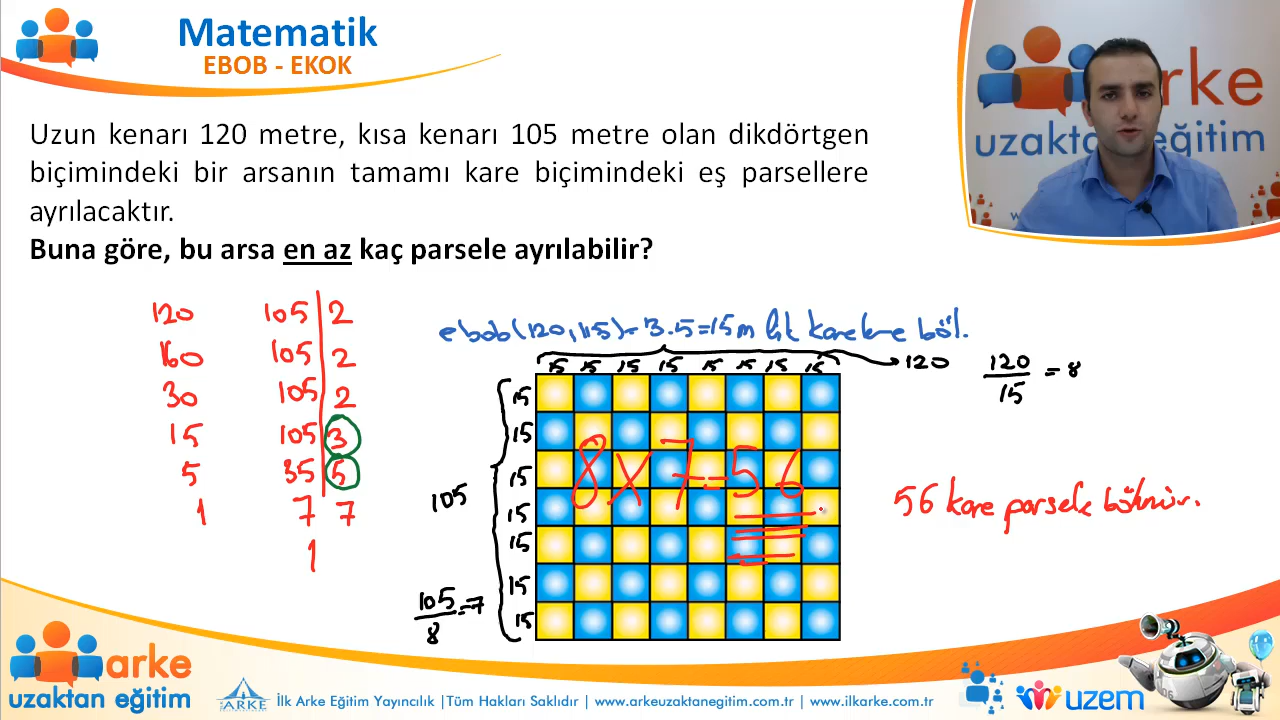 Matematik
EBOB - EKOK
Uzun kenarı 120 metre, kısa kenarı 105 metre olan dikdörtgen
biçimindeki bir arsanın tamamı kare biçimindeki eş parsellere
ayrılacaktır.
Buna göre, bu arsa en az kaç parsele ayrılabilir?
arke
uzaktan eğitim
120 105 2
160 105 2
30 105 2
15 105 3
5 35 5
1 7 7
1
ebob(120,115)=3.5=15m lik karelere böl.
15 15 15 15 15 15 15 15
120
120/15 = 8
15
15
15
15
15
15
15
105
105/8=7
8x7=56
56 kare parsele bölünür.
arke
uzaktan eğitim
ARKE
İlk Arke Eğitim Yayıncılık |Tüm Hakları Saklıdır | www.arkeuzaktanegitim.com.tr | www.ilkarke.com.tr
uzem